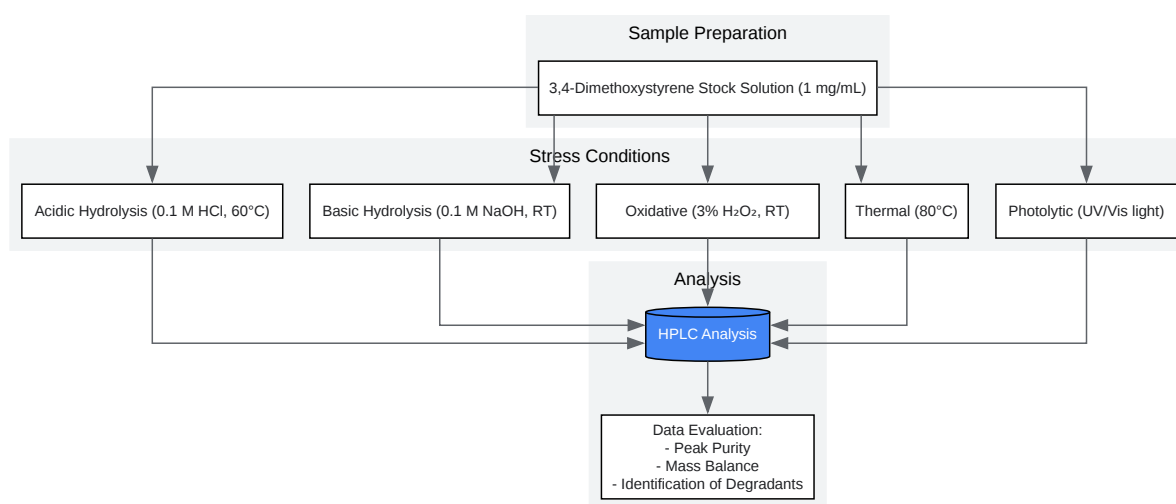 Sample Preparation
3,4-Dimethoxystyrene Stock Solution (1 mg/mL)
Stress Conditions
Acidic Hydrolysis (0.1 M HCl, 60°C)
Basic Hydrolysis (0.1 M NaOH, RT)
Oxidative (3% H₂O₂, RT)
Thermal (80°C)
Photolytic (UV/Vis light)
Analysis
HPLC Analysis
Data Evaluation:
- Peak Purity
- Mass Balance
- Identification of Degradants